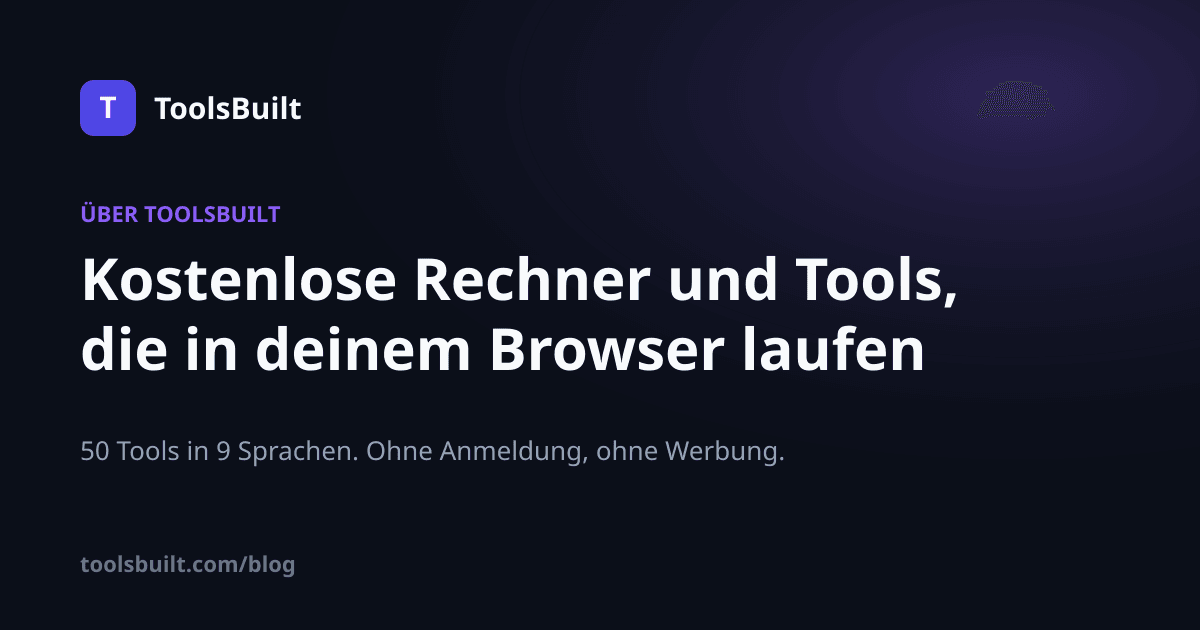 T
ToolsBuilt
ÜBER TOOLSBUILT
Kostenlose Rechner und Tools,
die in deinem Browser laufen
50 Tools in 9 Sprachen. Ohne Anmeldung, ohne Werbung.
toolsbuilt.com/blog